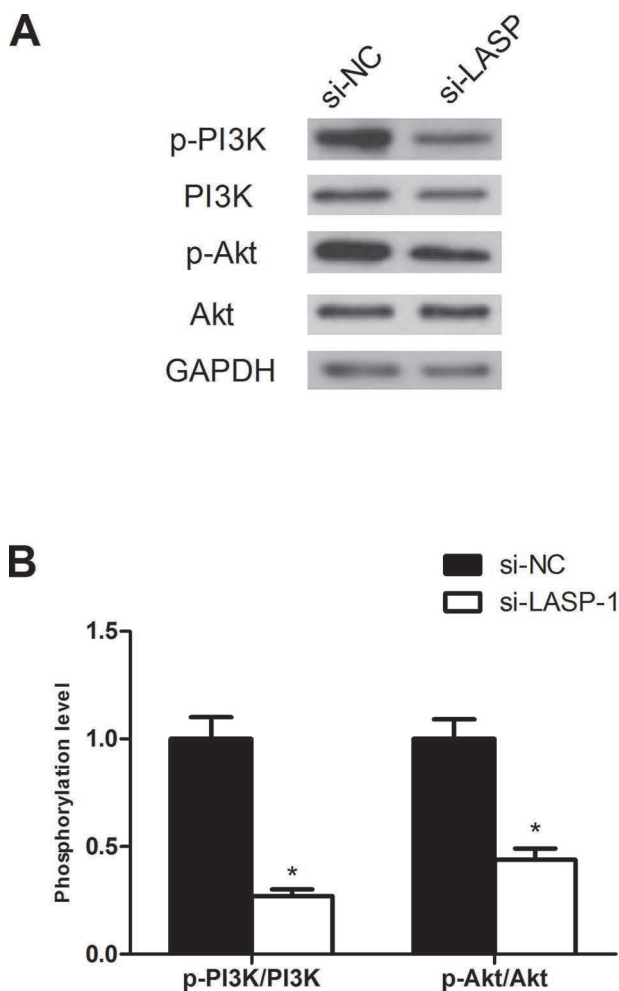 A
si-NC si-LASP
p-PI3K
PI3K
p-Akt
Akt
GAPDH
B
si-NC
si-LASP-1
1.5
1.0
0.5
0.0
Phosphorylation level
*
*
p-PI3K/PI3K p-Akt/Akt